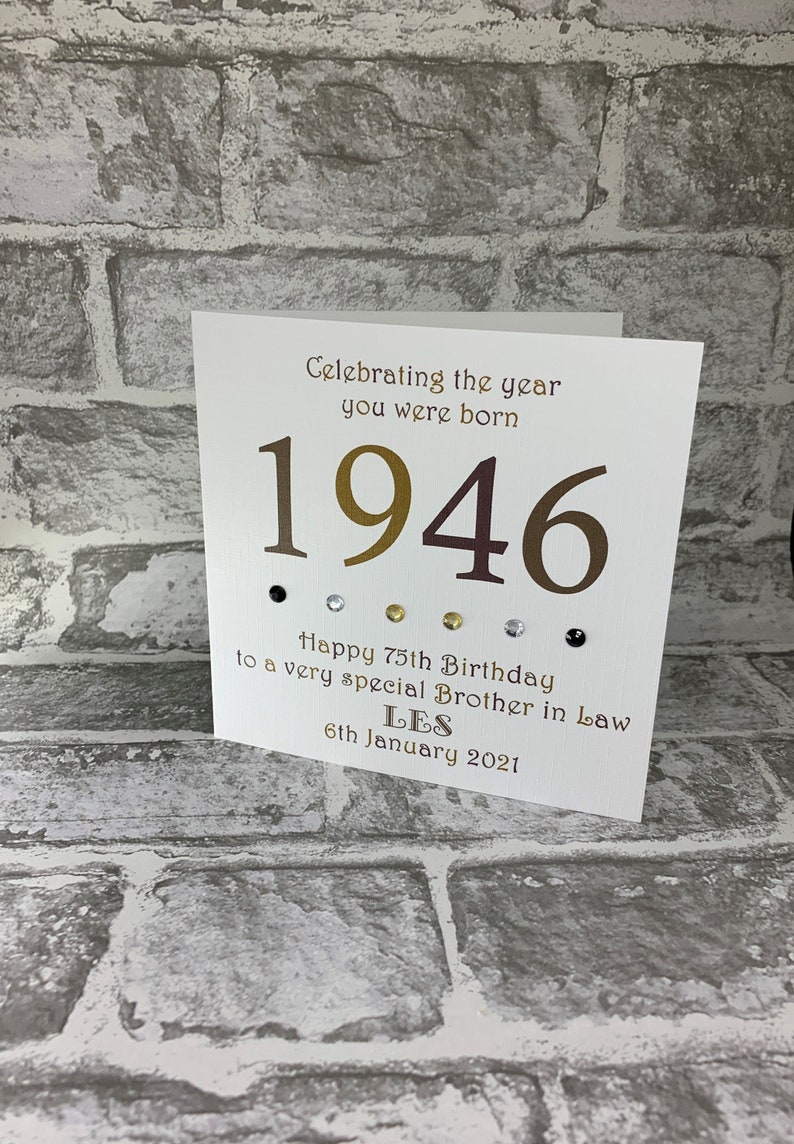 Celebrating the year
you were born
1946
Happy 75th Birthday
to a very special Brother in Law
LES
6th January 2021